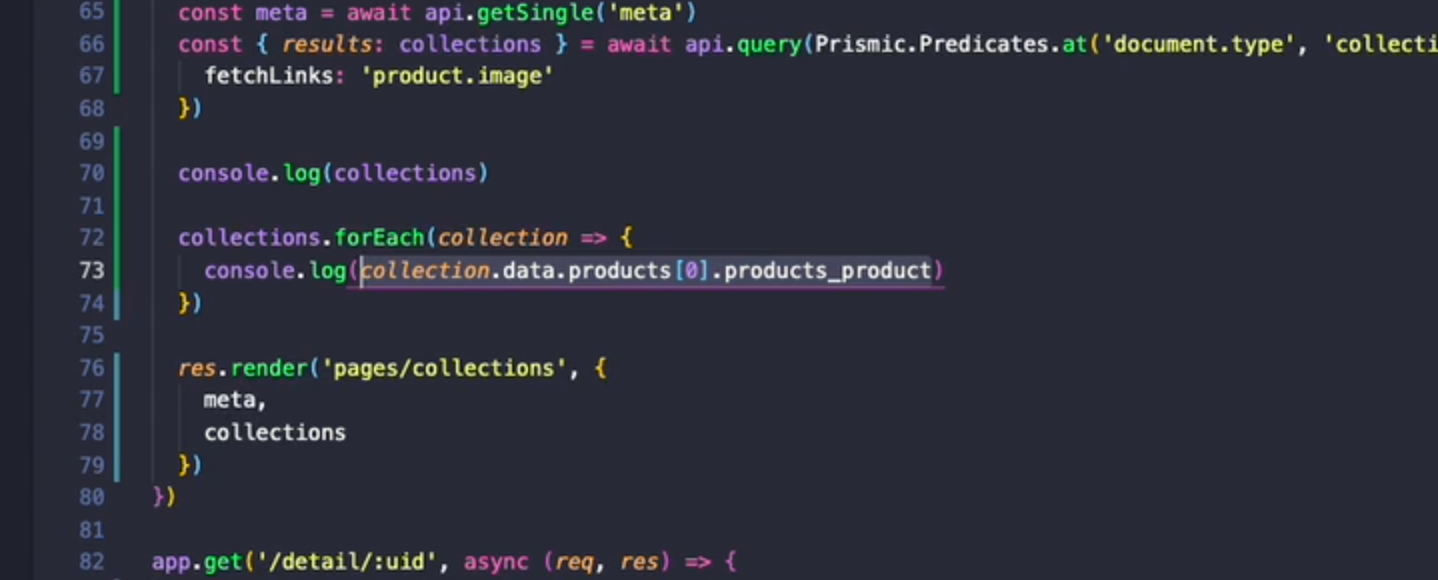 65 const meta = await api.getSingle('meta')
66 const { results: collections } = await api.query(Prismic.Predicates.at('document.type', 'collecti
67 fetchLinks: 'product.image'
68 })
69
70 console.log(collections)
71
72 collections.forEach(collection => {
73 console.log(collection.data.products[0].products_product)
74 })
75
76 res.render('pages/collections', {
77 meta,
78 collections
79 })
80 })
81
82 app.get('/detail/:uid', async (req, res) => {